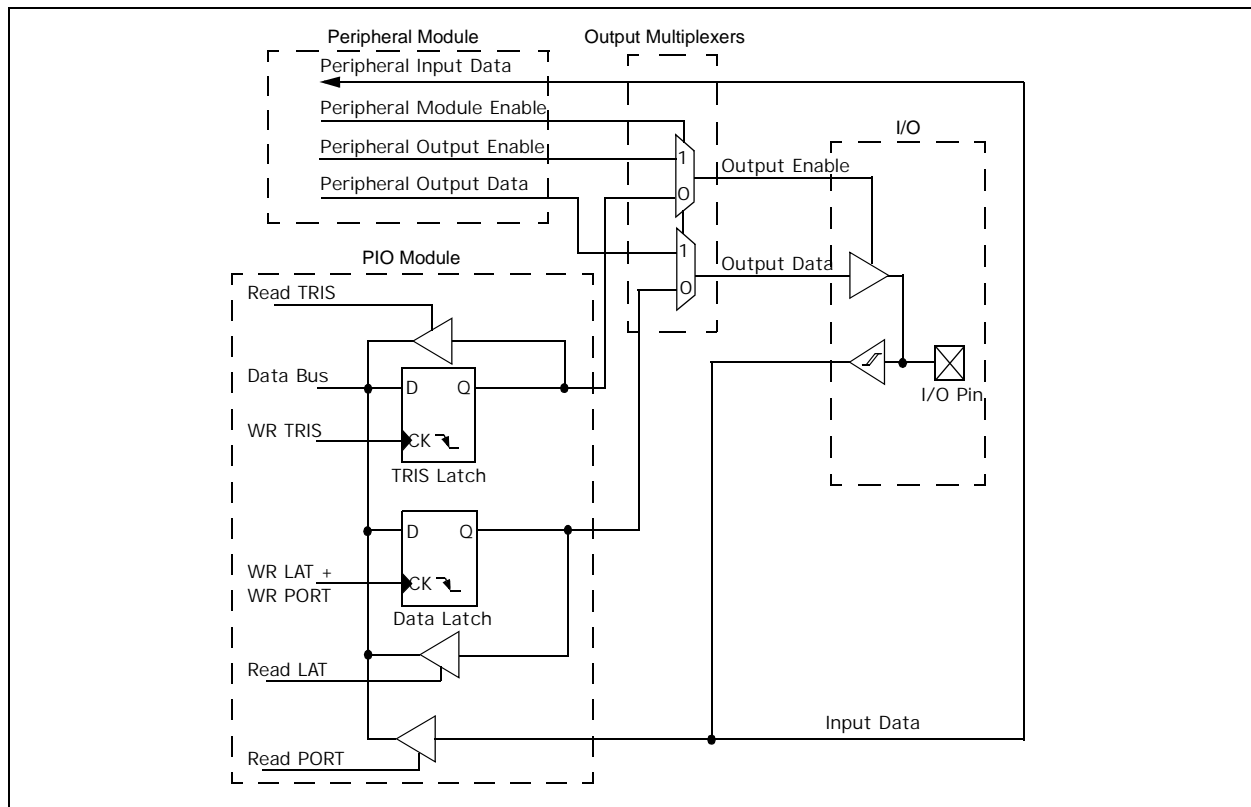 Peripheral Module
Output Multiplexers
Peripheral Input Data
Peripheral Module Enable
Peripheral Output Enable
Peripheral Output Data
I/O
1
0
Output Enable
1
0
Output Data
PIO Module
Read TRIS
Data Bus
D Q
WR TRIS
CK
TRIS Latch
I/O Pin
D Q
WR LAT +
WR PORT
CK
Data Latch
Read LAT
Input Data
Read PORT